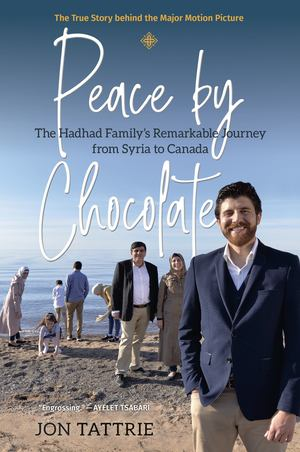 The True Story behind the Major Motion Picture
Peace by
The Hadhad Family's Remarkable Journey
from Syria to Canada
Chocolate
"Engrossing." — AYELET TSABARI
JON TATTRIE